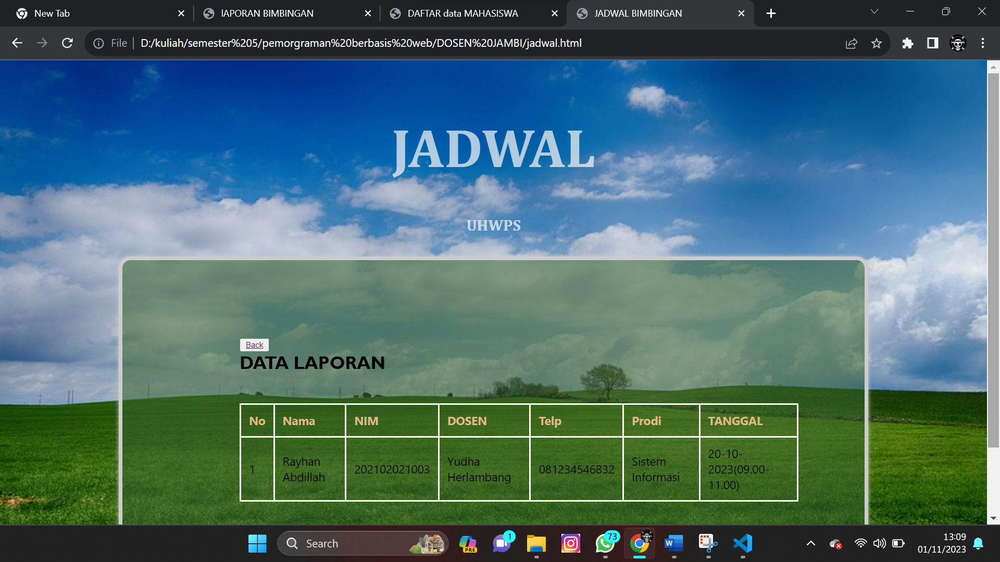 New Tab
lAPORAN BIMBINGAN
DAFTAR data MAHASISWA
JADWAL BIMBINGAN
File
D:/kuliah/semester%205/pemorgraman%20berbasis%20web/DOSEN%20JAMBI/jadwal.html
JADWAL
UHWPS
Back
DATA LAPORAN
No Nama NIM DOSEN Telp Prodi TANGGAL
1 Rayhan Abdillah 202102021003 Yudha Herlambang 081234546832 Sistem Informasi 20-10-2023(09.00-11.00)
Search
PRE
1
73
W
13:09
01/11/2023